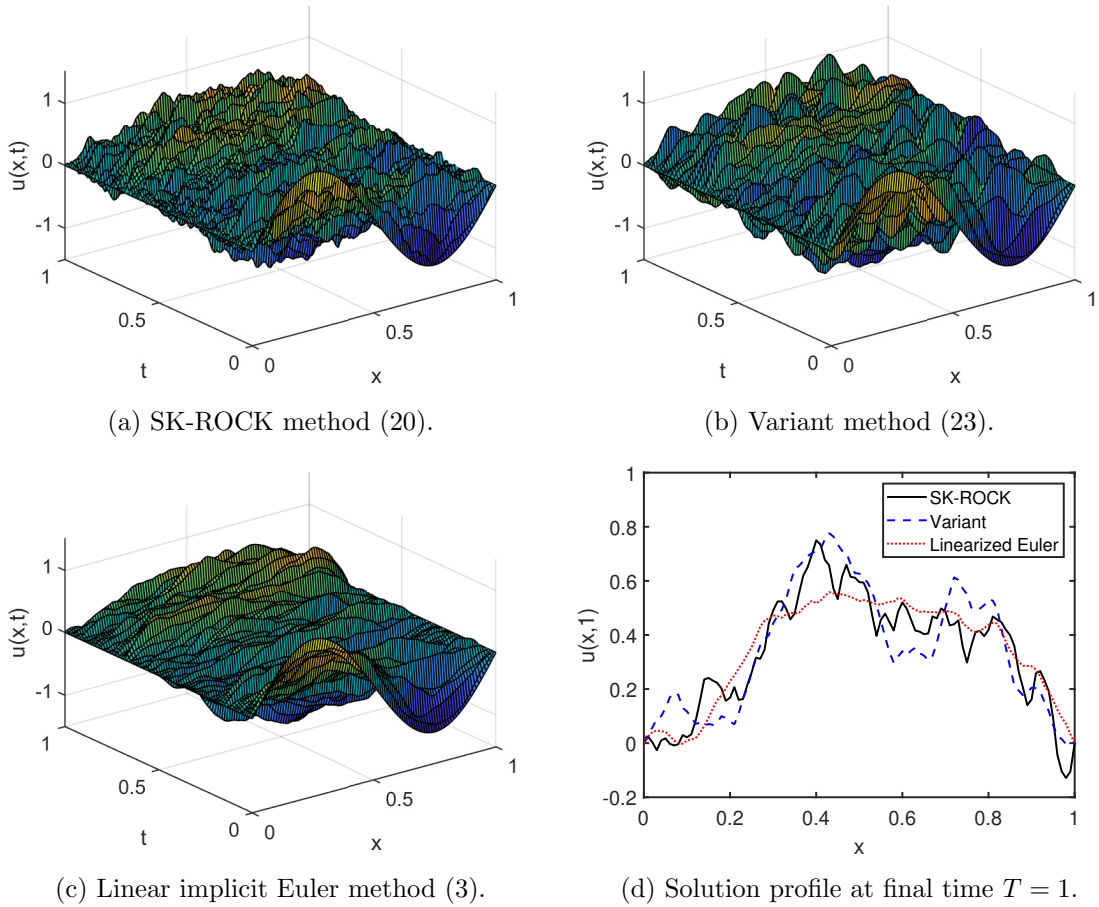 1
0
-1
u(x,t)
1
0.5
0
t
0
0.5
1
x
(a) SK-ROCK method (20).
1
0
-1
u(x,t)
1
0.5
0
t
0
0.5
1
x
(b) Variant method (23).
1
0
-1
u(x,t)
1
0.5
0
t
0
0.5
1
x
(c) Linear implicit Euler method (3).
1
0.8
0.6
0.4
0.2
0
-0.2
u(x,1)
SK-ROCK
Variant
Linearized Euler
0
0.2
0.4
0.6
0.8
1
x
(d) Solution profile at final time T = 1.